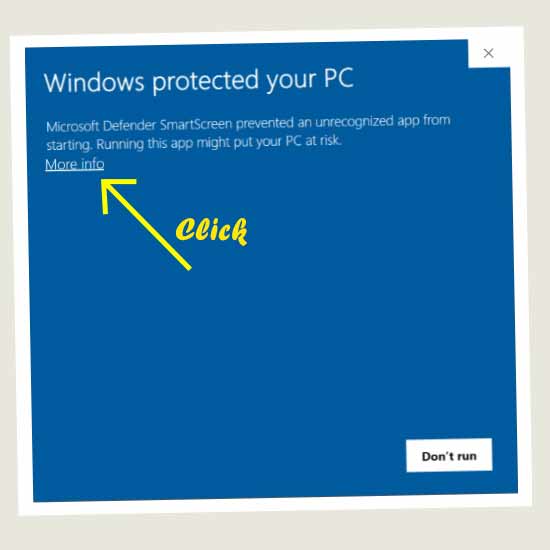 Windows protected your PC
Microsoft Defender SmartScreen prevented an unrecognized app from
starting. Running this app might put your PC at risk.
More info
Click
Don't run